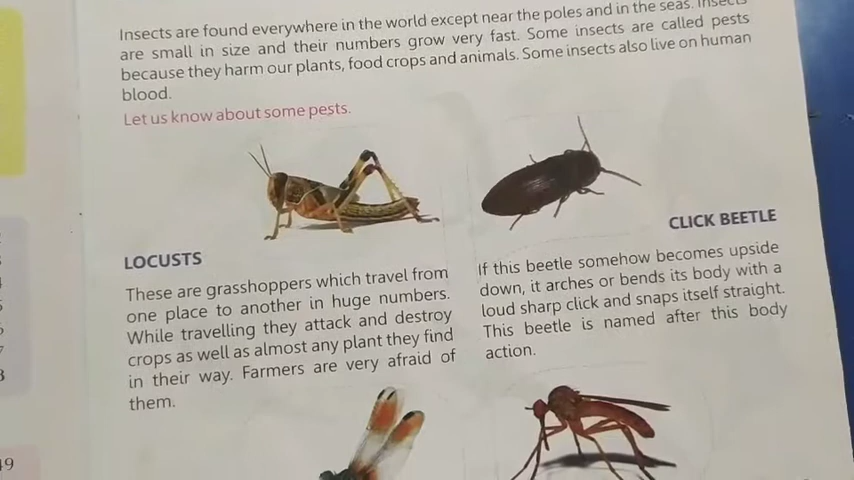 Insects are found everywhere in the world except near the poles and in the seas. Insects
are small in size and their numbers grow very fast. Some insects are called pests
because they harm our plants, food crops and animals. Some insects also live on human
blood.
Let us know about some pests.
LOCUSTS
These are grasshoppers which travel from
one place to another in huge numbers.
While travelling they attack and destroy
crops as well as almost any plant they find
in their way. Farmers are very afraid of
them.
CLICK BEETLE
If this beetle somehow becomes upside
down, it arches or bends its body with a
loud sharp click and snaps itself straight.
This beetle is named after this body
action.